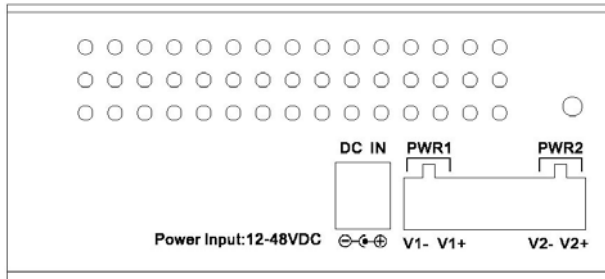 DC IN PWR1 PWR2
Power Input:12-48VDC V1- V1+ V2- V2+